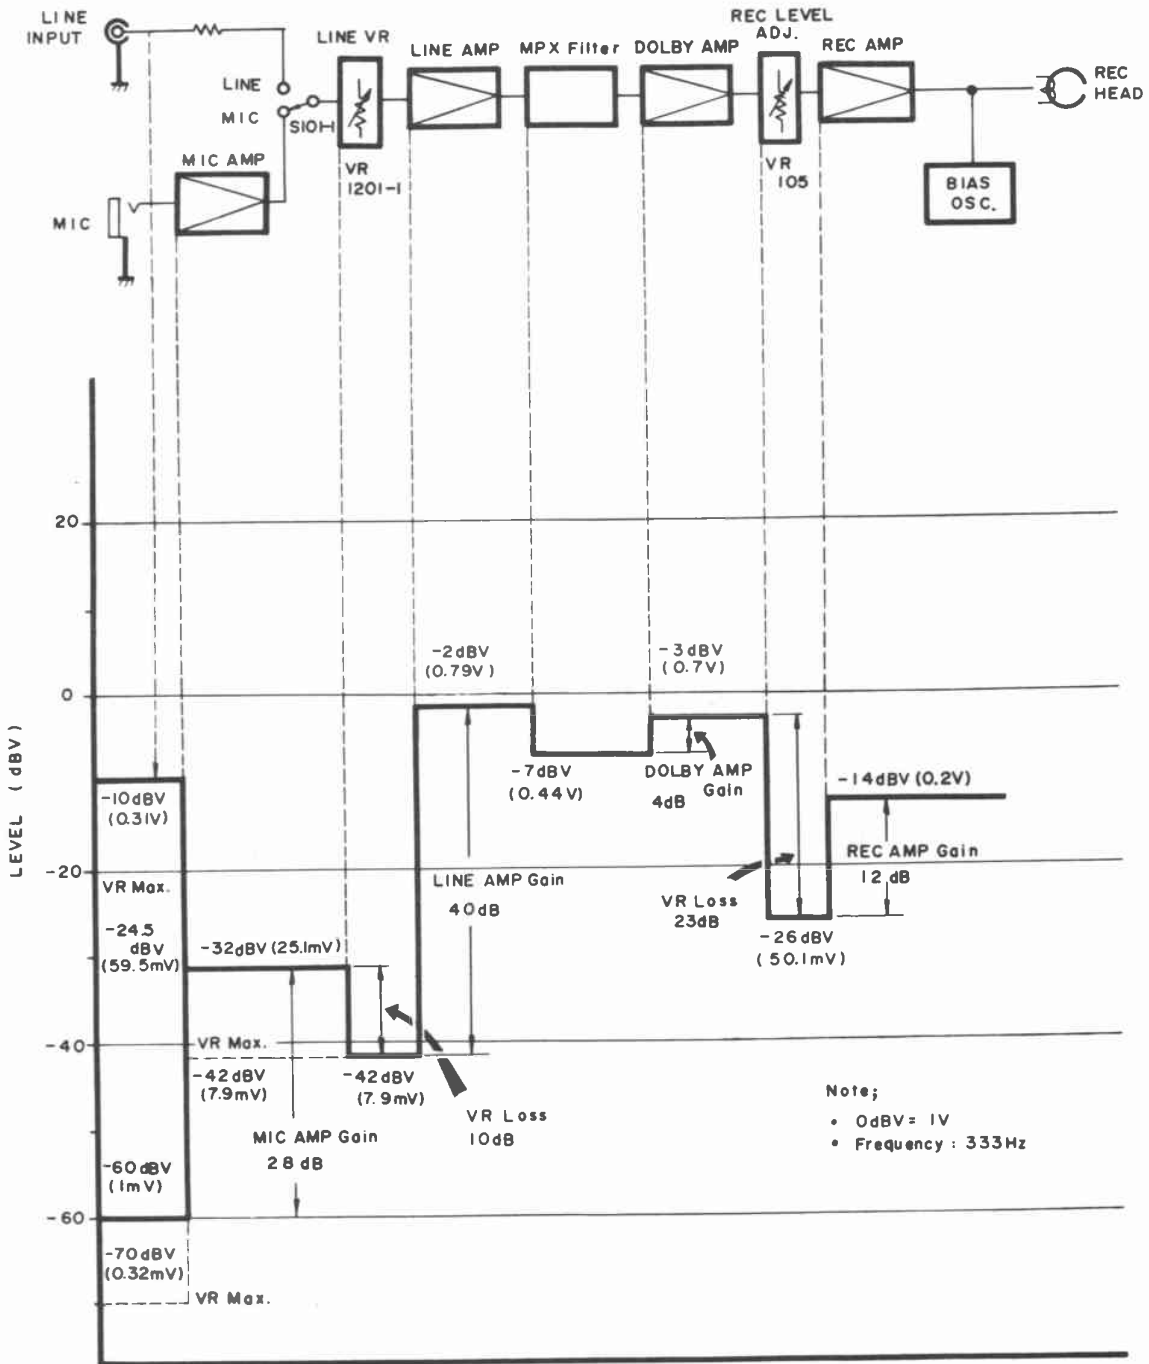 LINE
INPUT
LINE VR
LINE AMP
MPX Filter
DOLBY AMP
REC LEVEL
ADJ.
REC AMP
REC
HEAD
LINE
MIC
S101-1
MIC AMP
VR
1201-1
VR
105
BIAS
OSC.
MIC
LEVEL (dBV)
20
0
-20
-40
-60
-2dBV
(0.79V)
-3dBV
(0.7V)
-10dBV
(0.31V)
-7dBV
(0.44V)
DOLBY AMP
Gain
4dB
-14dBV (0.2V)
VR Max.
LINE AMP Gain
40dB
REC AMP Gain
12dB
VR Loss
23dB
-24.5
dBV
(59.5mV)
-32dBV (25.1mV)
-26dBV
(50.1mV)
VR Max.
-42dBV
(7.9mV)
-42dBV
(7.9mV)
VR Loss
10dB
Note;
• 0dBV= 1V
• Frequency : 333Hz
MIC AMP Gain
28dB
-60dBV
(1mV)
-70dBV
(0.32mV)
VR Max.